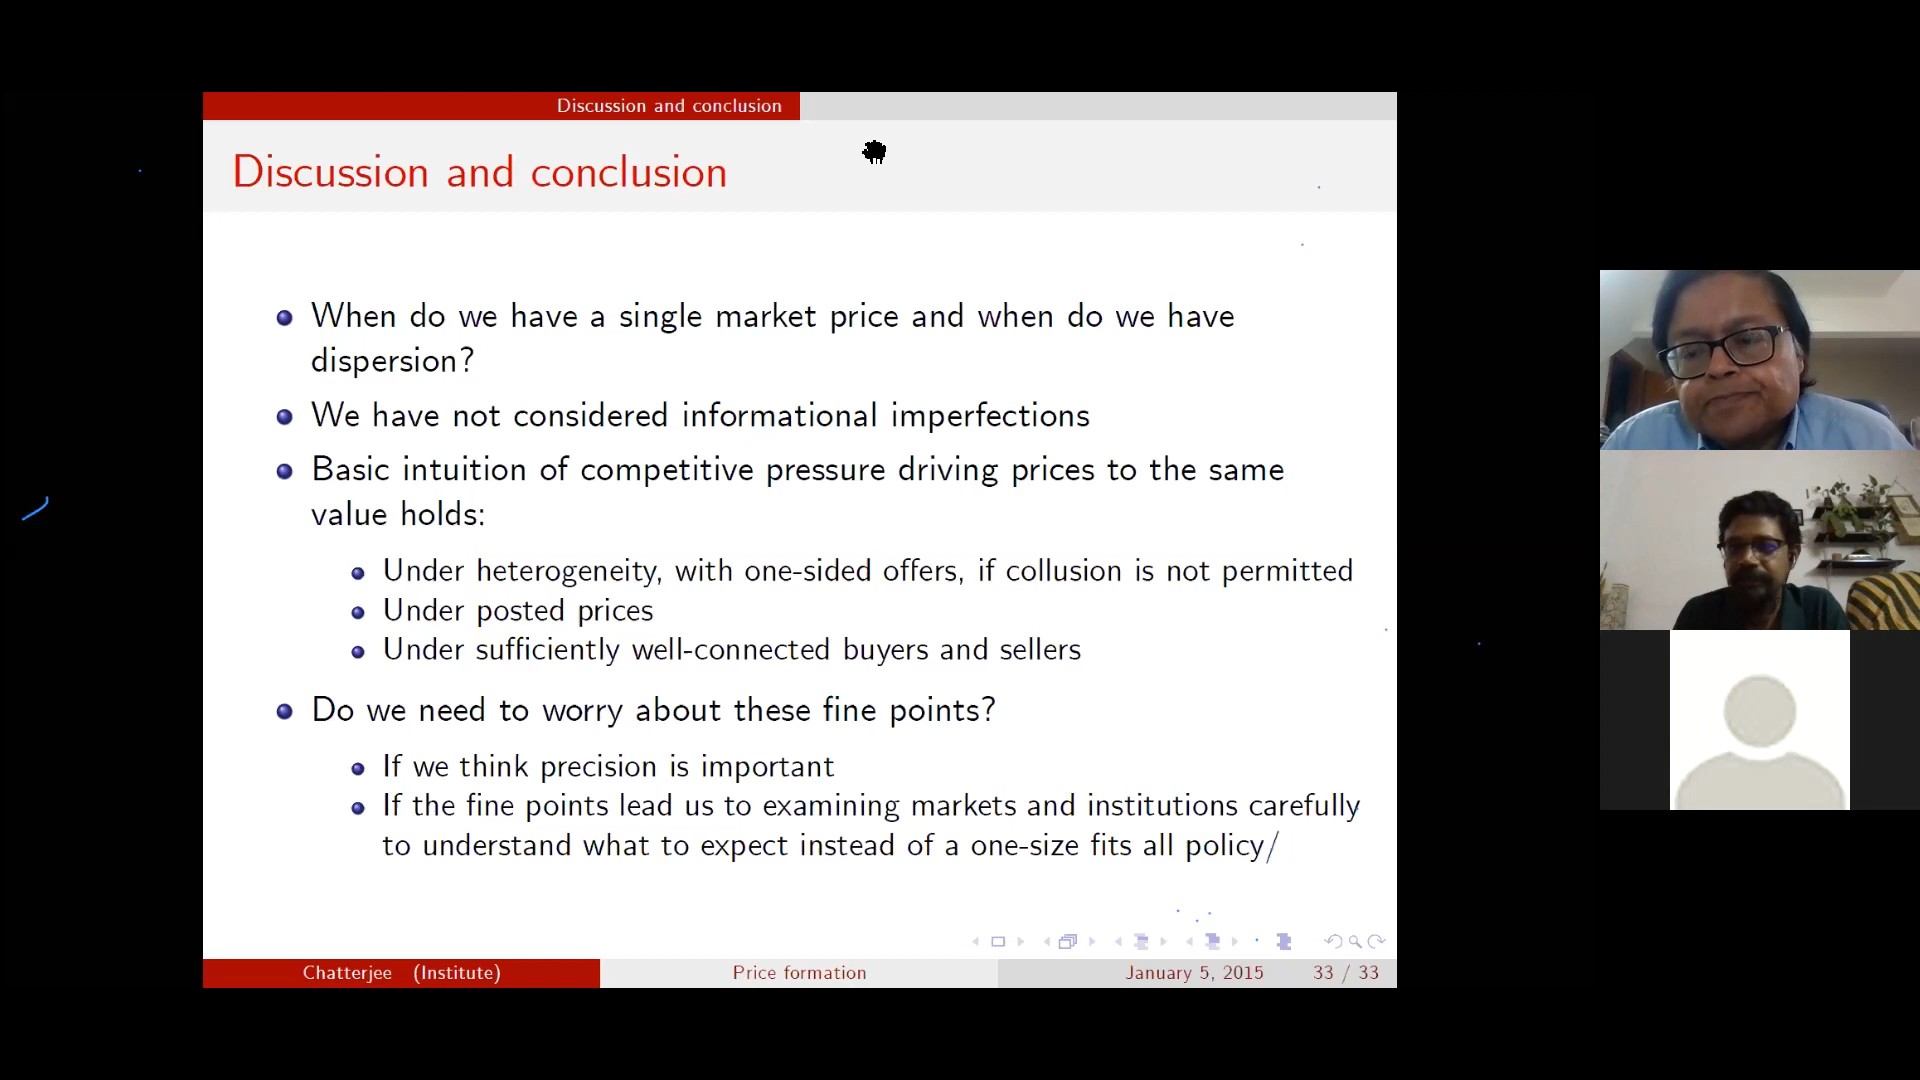 Discussion and conclusion
Discussion and conclusion
When do we have a single market price and when do we have
dispersion?
We have not considered informational imperfections
Basic intuition of competitive pressure driving prices to the same
value holds:
Under heterogeneity, with one-sided offers, if collusion is not permitted
Under posted prices
Under sufficiently well-connected buyers and sellers
Do we need to worry about these fine points?
If we think precision is important
If the fine points lead us to examining markets and institutions carefully
to understand what to expect instead of a one-size fits all policy/
Chatterjee (Institute) Price formation January 5, 2015 33 / 33